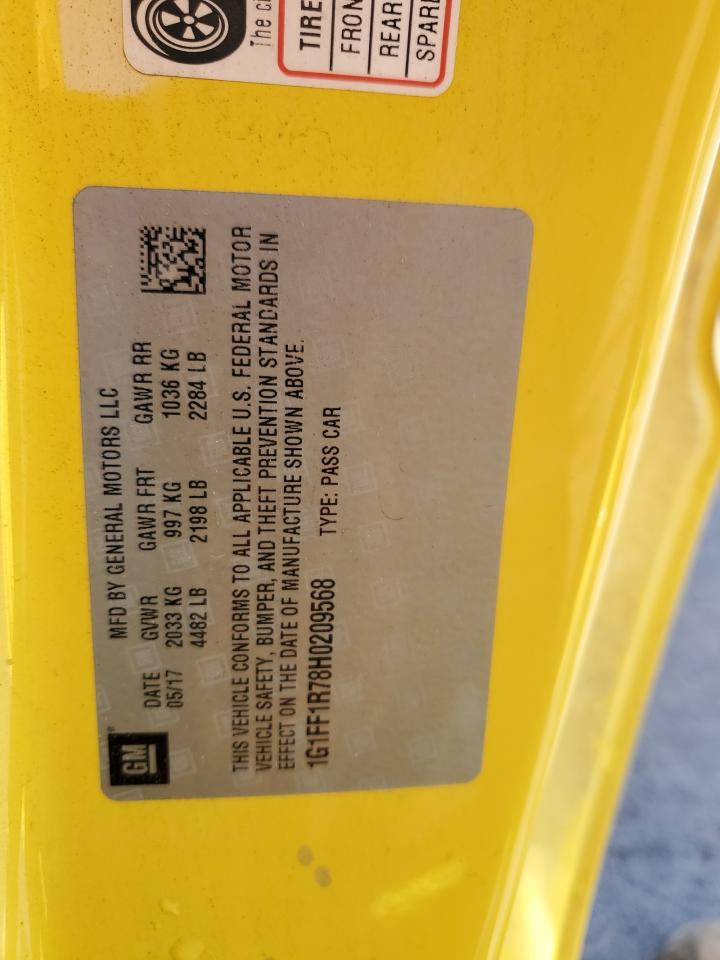 The
TIRE
FRON
REAR
SPAR
GM
MFD BY GENERAL MOTORS LLC
DATE GVWR GAWR FRT GAWR RR
05/17 2033 KG 997 KG 1036 KG
4482 LB 2198 LB 2284 LB
THIS VEHICLE CONFORMS TO ALL APPLICABLE U.S. FEDERAL MOTOR
VEHICLE SAFETY, BUMPER, AND THEFT PREVENTION STANDARDS IN
EFFECT ON THE DATE OF MANUFACTURE SHOWN ABOVE.
1G1FF1R78H0209568 TYPE: PASS CAR